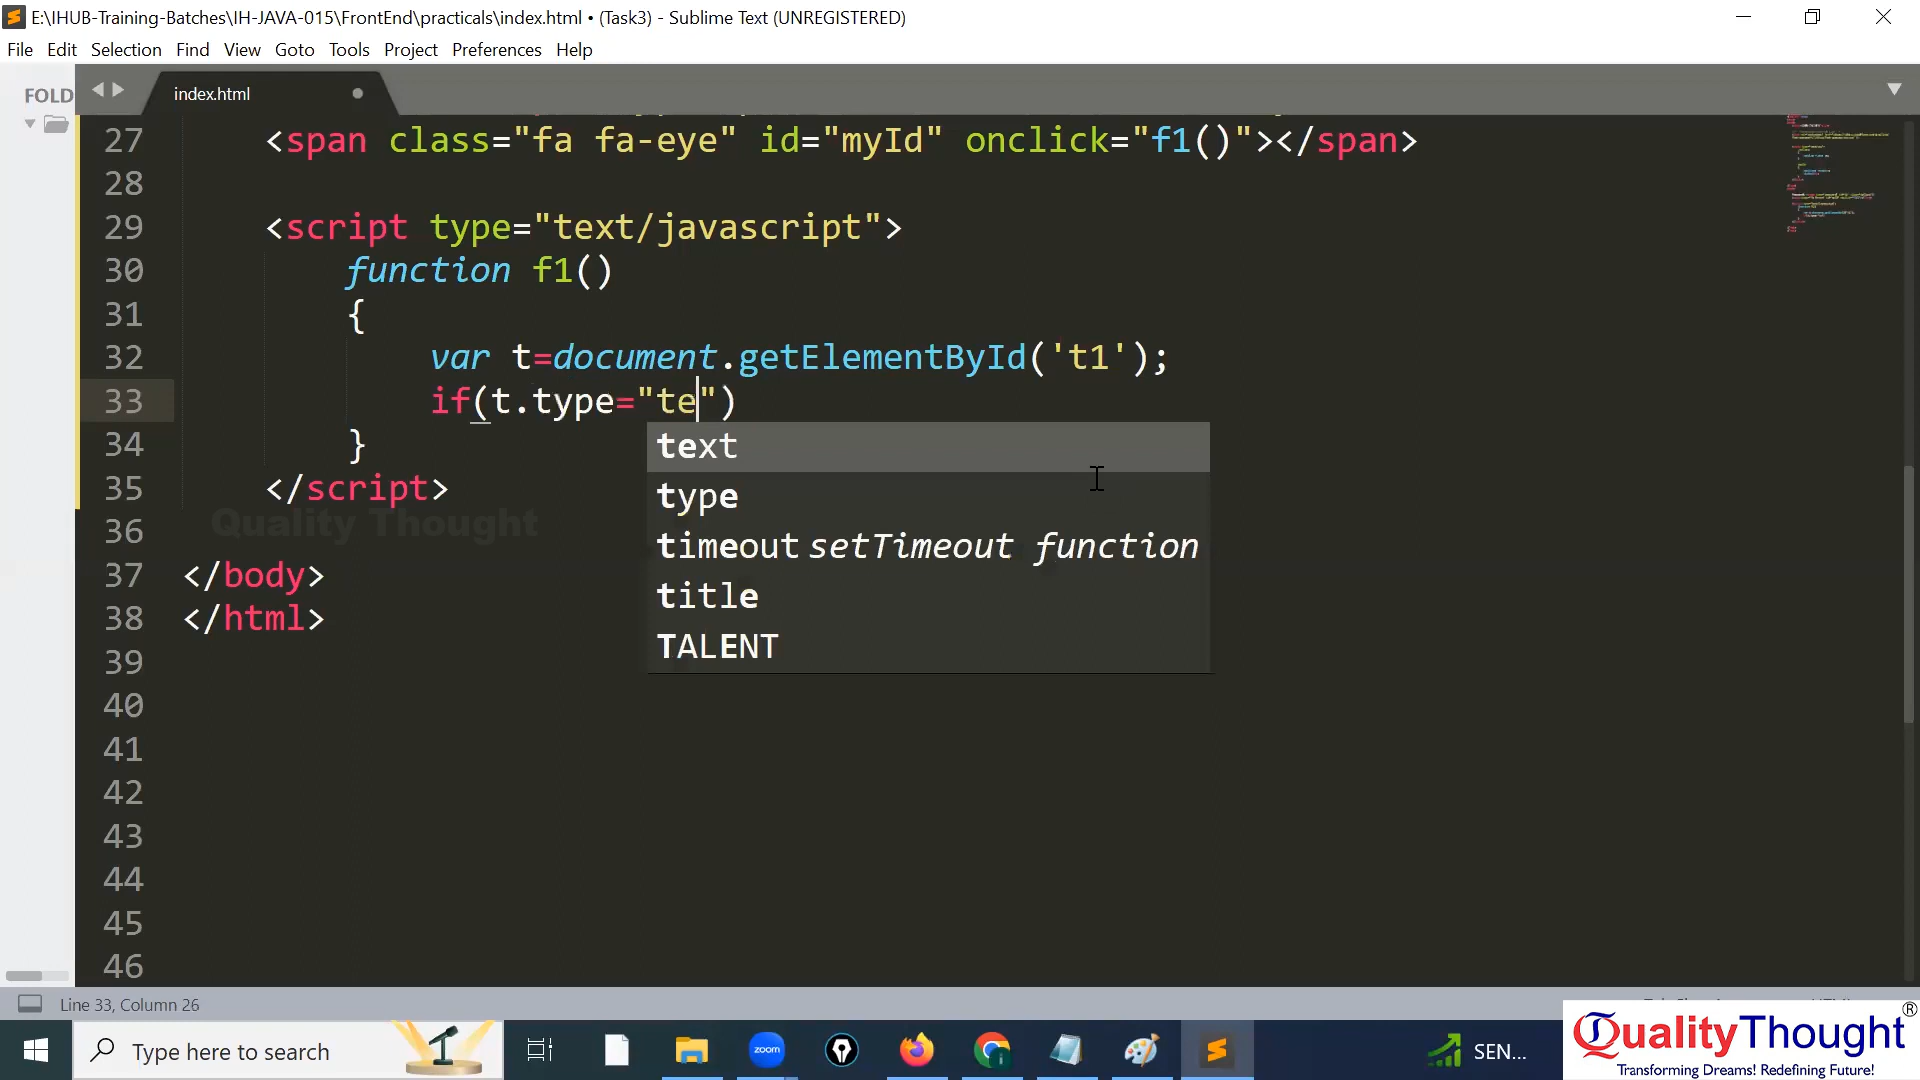 E:\IHUB-Training-Batches\IH-JAVA-015\FrontEnd\practicals\index.html • (Task3) - Sublime Text (UNREGISTERED)
File Edit Selection Find View Goto Tools Project Preferences Help
FOLD
index.html
27 <span class="fa fa-eye" id="myId" onclick="f1()"></span>
28
29 <script type="text/javascript">
30 function f1()
31 {
32 var t=document.getElementById('t1');
33 if(t.type="te")
34 }
35 </script>
36
37 </body>
38 </html>
39
40
41
42
43
44
45
46
text
type
timeout setTimeout function
title
TALENT
Quality Thought
Line 33, Column 26
Type here to search
zoom
SEN...
QualityThought®
Transforming Dreams! Redefining Future!